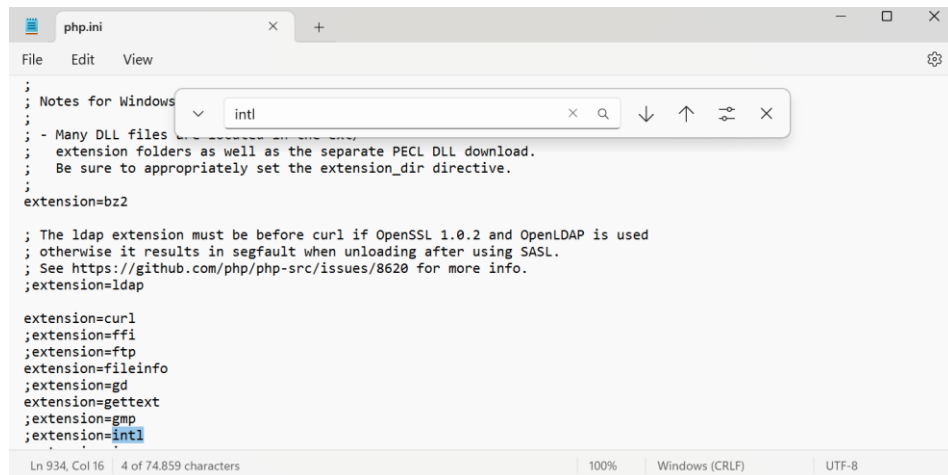 php.ini
File Edit View
;
; Notes for Windows
intl
;
; - Many DLL files are located in the ext/
; extension folders as well as the separate PECL DLL download.
; Be sure to appropriately set the extension_dir directive.
;
extension=bz2
; The ldap extension must be before curl if OpenSSL 1.0.2 and OpenLDAP is used
; otherwise it results in segfault when unloading after using SASL.
; See https://github.com/php/php-src/issues/8620 for more info.
;extension=ldap
extension=curl
;extension=ffi
;extension=ftp
extension=fileinfo
;extension=gd
extension=gettext
;extension=gmp
;extension=intl
Ln 934, Col 16 4 of 74.859 characters 100% Windows (CRLF) UTF-8